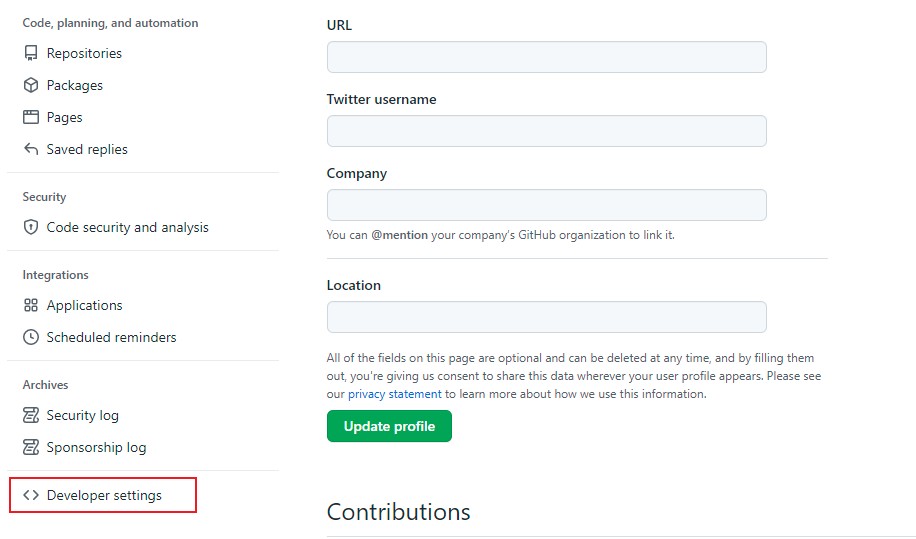 Code, planning, and automation
Repositories
Packages
Pages
Saved replies
Security
Code security and analysis
Integrations
Applications
Scheduled reminders
Archives
Security log
Sponsorship log
Developer settings
URL
Twitter username
Company
You can @mention your company's GitHub organization to link it.
Location
All of the fields on this page are optional and can be deleted at any time, and by filling them
out, you're giving us consent to share this data wherever your user profile appears. Please see
our privacy statement to learn more about how we use this information.
Update profile
Contributions